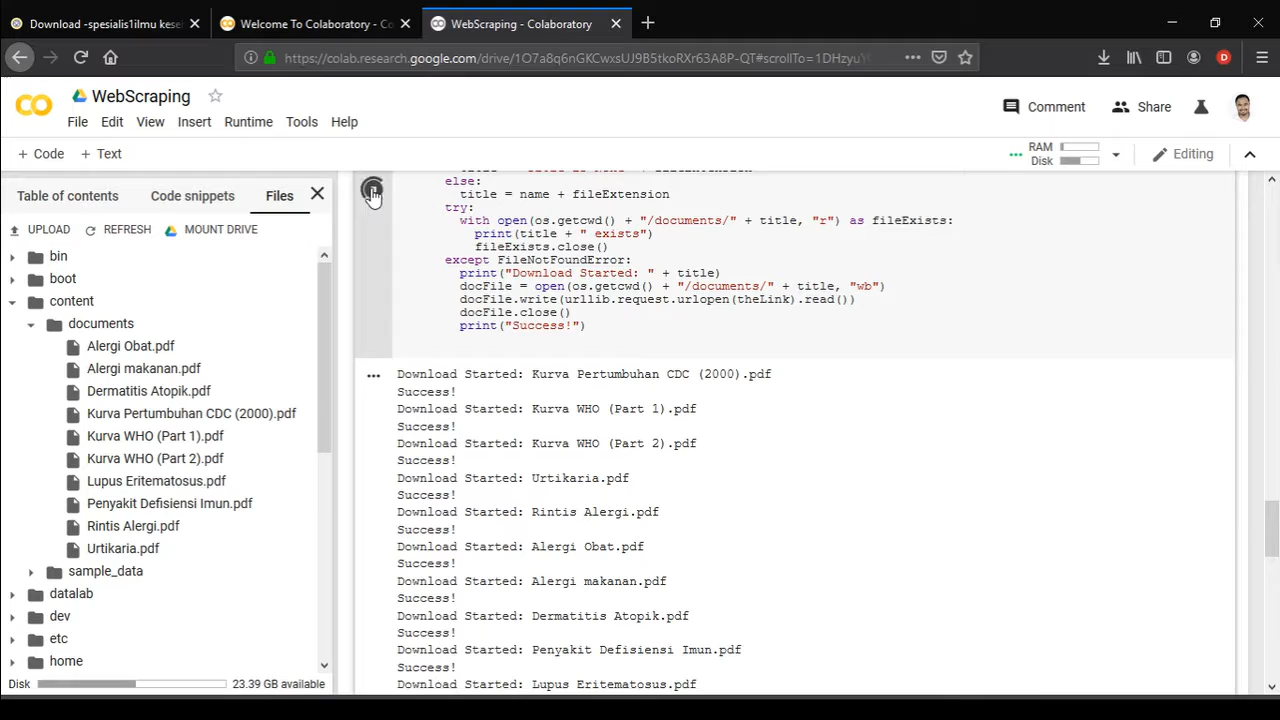 Download -spesialis1ilmu kese
Welcome To Colaboratory - Co
WebScraping - Colaboratory
https://colab.research.google.com/drive/1O7a8q6nGKCwxsUJ9B5tkoRXr63A8P-QT#scrollTo=1DHzyu
D
WebScraping
Comment
Share
File Edit View Insert Runtime Tools Help
+ Code + Text
RAM
Disk
Editing
Table of contents Code snippets Files
UPLOAD REFRESH MOUNT DRIVE
bin
boot
content
documents
Alergi Obat.pdf
Alergi makanan.pdf
Dermatitis Atopik.pdf
Kurva Pertumbuhan CDC (2000).pdf
Kurva WHO (Part 1).pdf
Kurva WHO (Part 2).pdf
Lupus Eritematosus.pdf
Penyakit Defisiensi Imun.pdf
Rintis Alergi.pdf
Urtikaria.pdf
sample_data
datalab
dev
etc
home
Disk 23.39 GB available
else:
title = name + fileExtension
try:
with open(os.getcwd() + "/documents/" + title, "r") as fileExists:
print(title + " exists")
fileExists.close()
except FileNotFoundError:
print("Download Started: " + title)
docFile = open(os.getcwd() + "/documents/" + title, "wb")
docFile.write(urllib.request.urlopen(theLink).read())
docFile.close()
print("Success!")
Download Started: Kurva Pertumbuhan CDC (2000).pdf
Success!
Download Started: Kurva WHO (Part 1).pdf
Success!
Download Started: Kurva WHO (Part 2).pdf
Success!
Download Started: Urtikaria.pdf
Success!
Download Started: Rintis Alergi.pdf
Success!
Download Started: Alergi Obat.pdf
Success!
Download Started: Alergi makanan.pdf
Success!
Download Started: Dermatitis Atopik.pdf
Success!
Download Started: Penyakit Defisiensi Imun.pdf
Success!
Download Started: Lupus Eritematosus.pdf